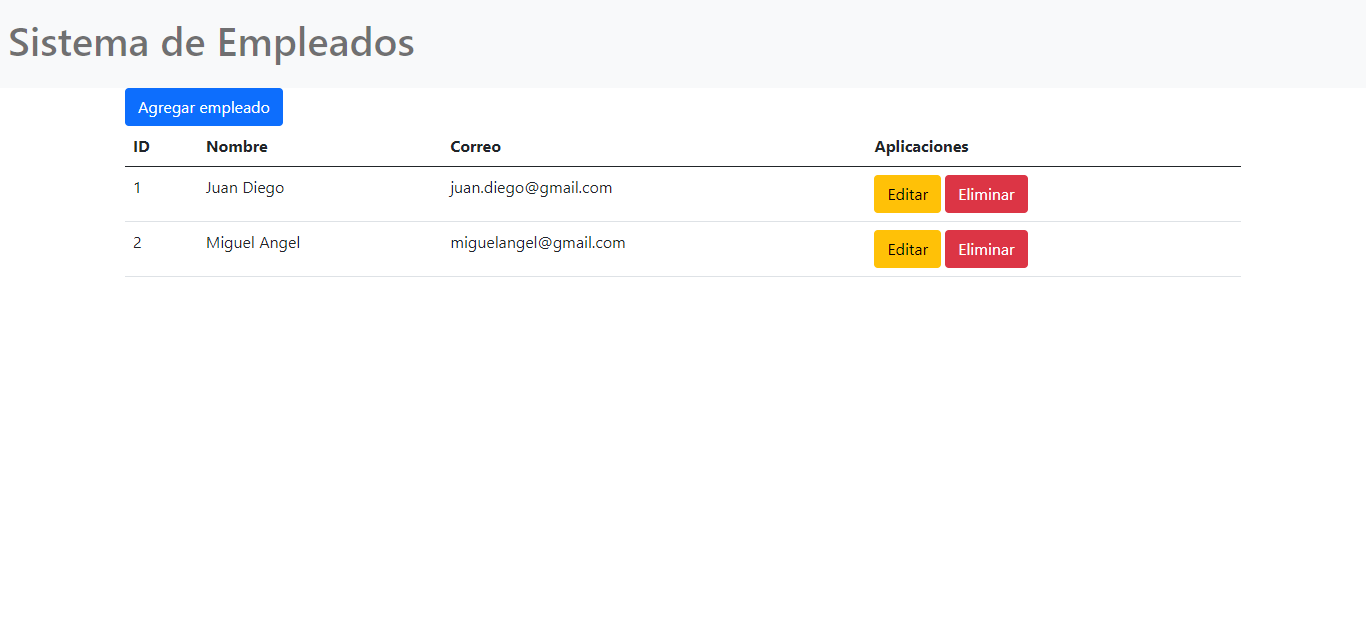 Sistema de Empleados
Agregar empleado
ID Nombre Correo Aplicaciones
1 Juan Diego juan.diego@gmail.com Editar Eliminar
2 Miguel Angel miguelangel@gmail.com Editar Eliminar